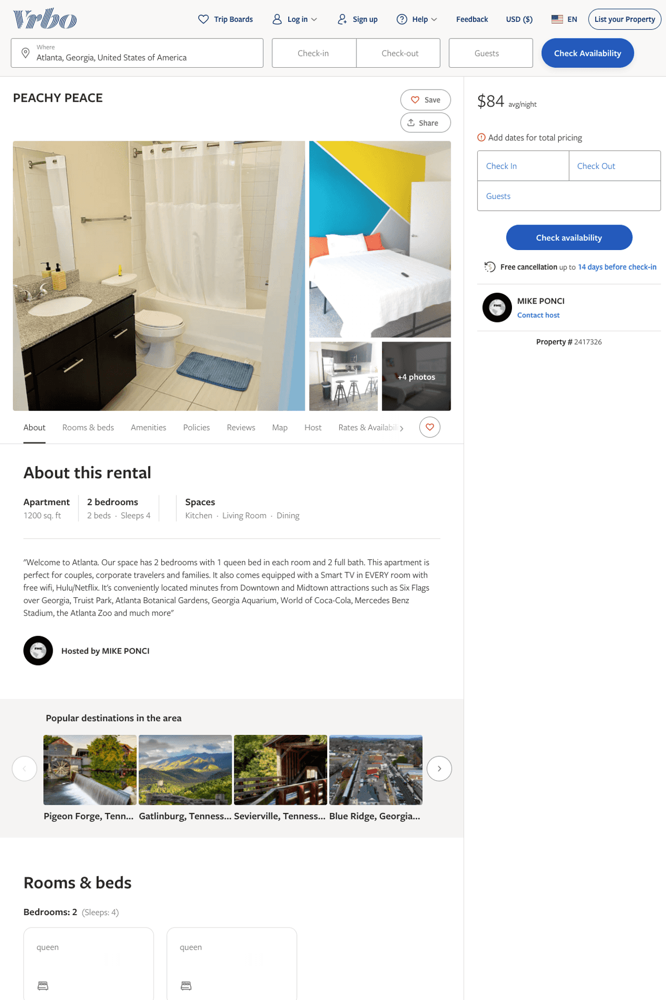 Vrbo
Trip Boards
Log in
Sign up
Help
Feedback
USD ($)
EN
List your Property
Where
Atlanta, Georgia, United States of America
Check-in
Check-out
Guests
Check Availability
PEACHY PEACE
Save
Share
+4 photos
$84 avg/night
Add dates for total pricing
Check In
Check Out
Guests
Check availability
Free cancellation up to 14 days before check-in
MIKE PONCI
Contact host
Property # 2417326
About
Rooms & beds
Amenities
Policies
Reviews
Map
Host
Rates & Availabili
About this rental
Apartment
1200 sq. ft
2 bedrooms
2 beds · Sleeps 4
Spaces
Kitchen · Living Room · Dining
"Welcome to Atlanta. Our space has 2 bedrooms with 1 queen bed in each room and 2 full bath. This apartment is
perfect for couples, corporate travelers and families. It also comes equipped with a Smart TV in EVERY room with
free wifi, Hulu/Netflix. It's conveniently located minutes from Downtown and Midtown attractions such as Six Flags
over Georgia, Truist Park, Atlanta Botanical Gardens, Georgia Aquarium, World of Coca-Cola, Mercedes Benz
Stadium, the Atlanta Zoo and much more"
FMG
Hosted by MIKE PONCI
Popular destinations in the area
Pigeon Forge, Tenn...
Gatlinburg, Tenness...
Sevierville, Tenness...
Blue Ridge, Georgia...
Rooms & beds
Bedrooms: 2 (Sleeps: 4)
queen
queen